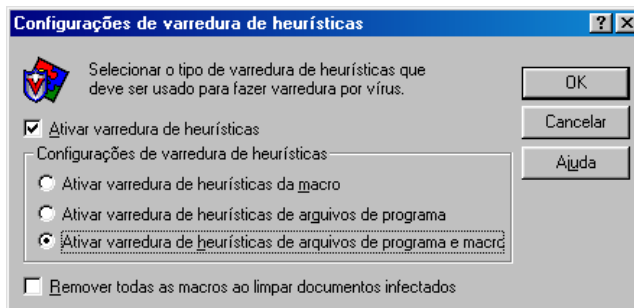 Configurações de varredura de heurísticas
Selecionar o tipo de varredura de heurísticas que
deve ser usado para fazer varredura por vírus.
OK
Cancelar
Ajuda
Ativar varredura de heurísticas
Configurações de varredura de heurísticas
Ativar varredura de heurísticas da macro
Ativar varredura de heurísticas de arguivos de programa
Ativar varredura de heurísticas de arquivos de programa e macro
Remover todas as macros ao limpar documentos infectados